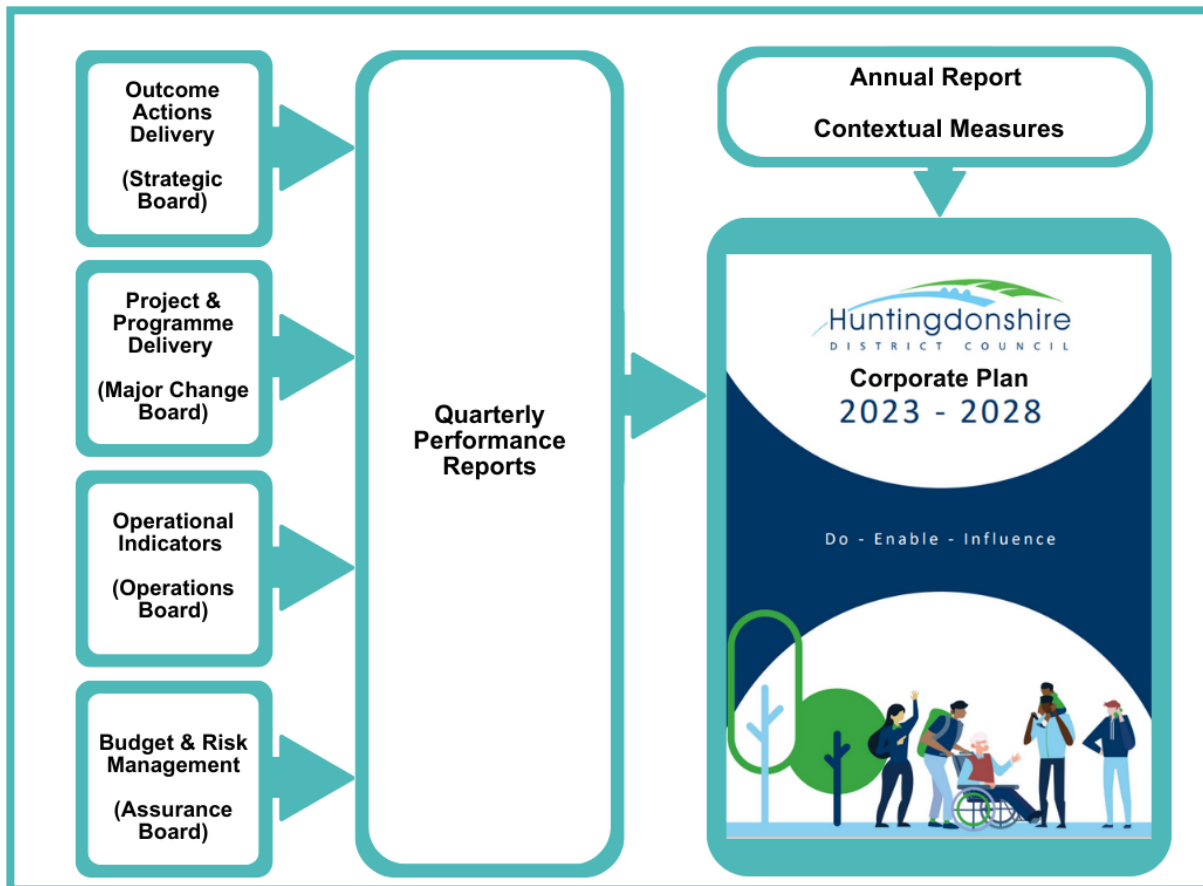 Outcome
Actions
Delivery
(Strategic
Board)
Project &
Programme
Delivery
(Major Change
Board)
Operational
Indicators
(Operations
Board)
Budget & Risk
Management
(Assurance
Board)
Quarterly
Performance
Reports
Annual Report
Contextual Measures
Huntingdonshire
DISTRICT COUNCIL
Corporate Plan
2023 - 2028
Do - Enable - Influence